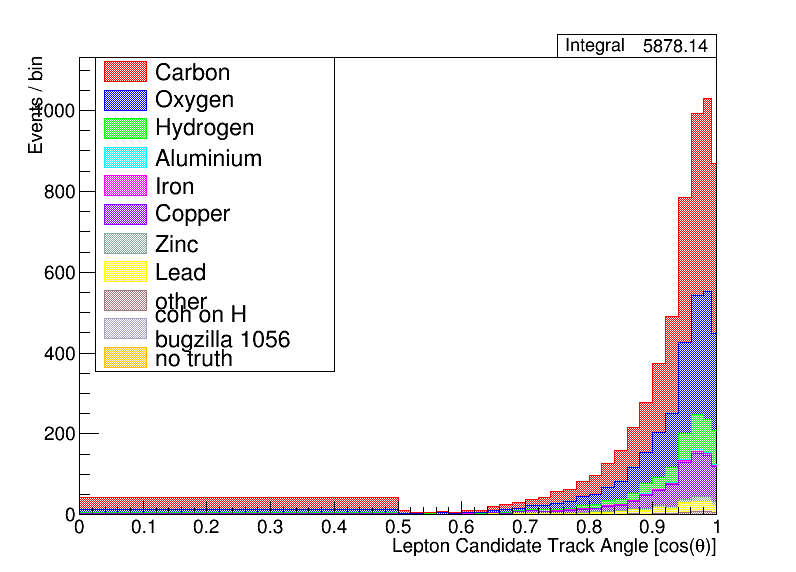 Integral 5878.14
Events / bin
1000
800
600
400
200
0
Carbon
Oxygen
Hydrogen
Aluminium
Iron
Copper
Zinc
Lead
other
coh on H
bugzilla 1056
no truth
0 0.1 0.2 0.3 0.4 0.5 0.6 0.7 0.8 0.9 1
Lepton Candidate Track Angle [cos(θ)]